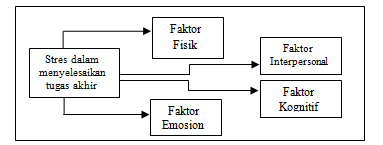 Faktor
Fisik
Stres dalam
menyelesaikan
tugas akhir
Faktor
Interpersonal
Faktor
Kognitif
Faktor
Emosion